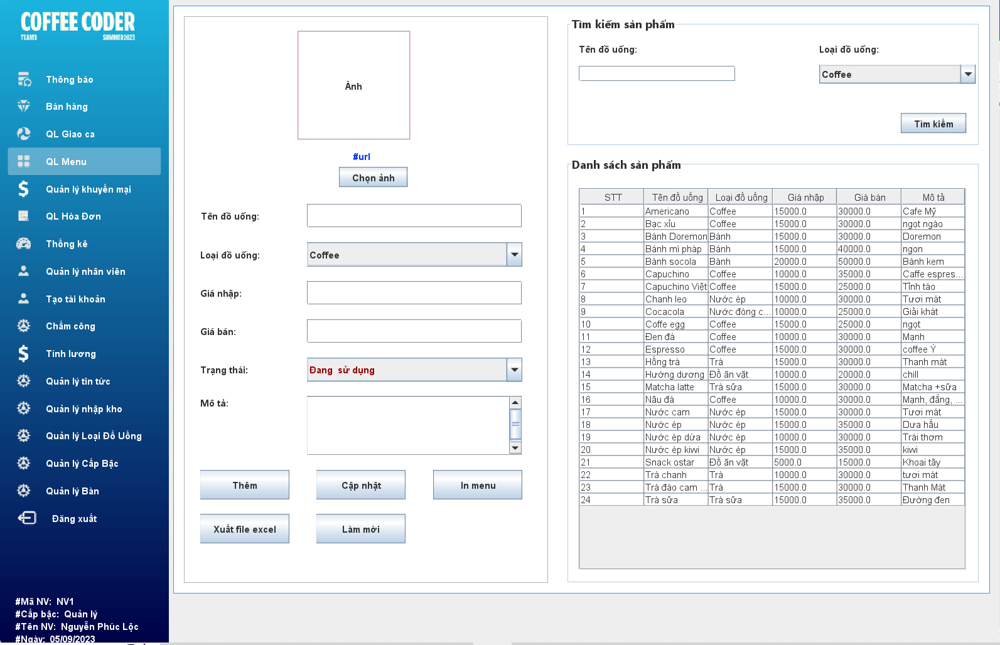 COFFEE CODER
TEAM3 SUMMER2023
Thông báo
Bán hàng
QL Giao ca
QL Menu
Quản lý khuyến mại
QL Hóa Đơn
Thống kê
Quản lý nhân viên
Tạo tài khoản
Chấm công
Tính lương
Quản lý tin tức
Quản lý nhập kho
Quản lý Loại Đồ Uống
Quản lý Cấp Bậc
Quản lý Bàn
Đăng xuất
#Mã NV: NV1
#Cấp bậc: Quản lý
#Tên NV: Nguyễn Phúc Lộc
#Ngày: 05/09/2023
Ảnh
#url
Chọn ảnh
Tên đồ uống:
Loại đồ uống: Coffee
Giá nhập:
Giá bán:
Trạng thái: Đang sử dụng
Mô tả:
Thêm Cập nhật In menu
Xuất file excel Làm mới
Tìm kiếm sản phẩm
Tên đồ uống: Loại đồ uống:
Coffee
Tìm kiếm
Danh sách sản phẩm
STT Tên đồ uống Loại đồ uống Giá nhập Giá bán Mô tả
1 Americano Coffee 15000.0 30000.0 Cafe Mỹ
2 Bạc xỉu Coffee 15000.0 30000.0 ngọt ngào
3 Bánh Doremon Bánh 15000.0 30000.0 Doremon
4 Bánh mì pháp Bánh 15000.0 40000.0 ngon
5 Bánh socola Bánh 20000.0 50000.0 Bánh kem
6 Capuchino Coffee 10000.0 35000.0 Caffe espres...
7 Capuchino Việt Coffee 15000.0 25000.0 Tỉnh táo
8 Chanh leo Nước ép 10000.0 30000.0 Tươi mát
9 Cocacola Nước đóng c... 10000.0 25000.0 Giải khát
10 Coffe egg Coffee 15000.0 25000.0 ngọt
11 Đen đá Coffee 10000.0 30000.0 Mạnh
12 Espresso Coffee 15000.0 30000.0 coffee Ý
13 Hồng trà Trà 15000.0 30000.0 Thanh mát
14 Hướng dương Đồ ăn vặt 10000.0 20000.0 chill
15 Matcha latte Trà sữa 15000.0 30000.0 Matcha +sữa
16 Nâu đá Coffee 10000.0 30000.0 Mạnh, đắng, ...
17 Nước cam Nước ép 15000.0 30000.0 Tươi mát
18 Nước ép Nước ép 15000.0 35000.0 Dưa hấu
19 Nước ép dứa Nước ép 10000.0 30000.0 Trái thơm
20 Nước ép kiwi Nước ép 15000.0 35000.0 kiwi
21 Snack ostar Đồ ăn vặt 5000.0 15000.0 Khoai tây
22 Trà chanh Trà 10000.0 30000.0 tươi mát
23 Trà đào cam ... Trà 15000.0 30000.0 Thanh Mát
24 Trà sữa Trà sữa 15000.0 35000.0 Đường đen